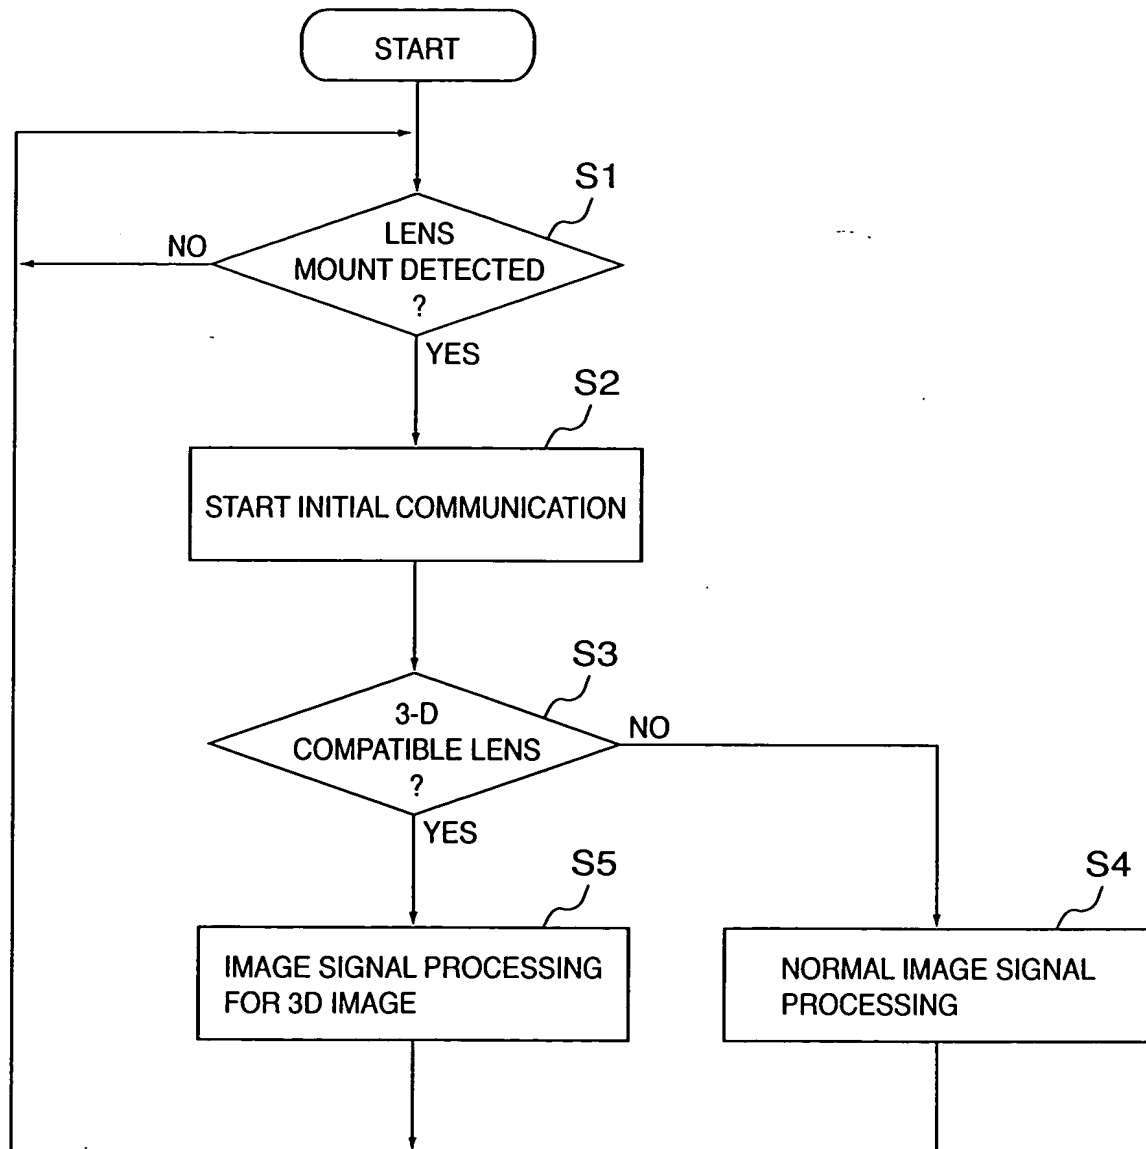 START
S1
LENS
MOUNT DETECTED
?
NO
YES
S2
START INITIAL COMMUNICATION
S3
3-D
COMPATIBLE LENS
?
NO
YES
S5
IMAGE SIGNAL PROCESSING
FOR 3D IMAGE
S4
NORMAL IMAGE SIGNAL
PROCESSING